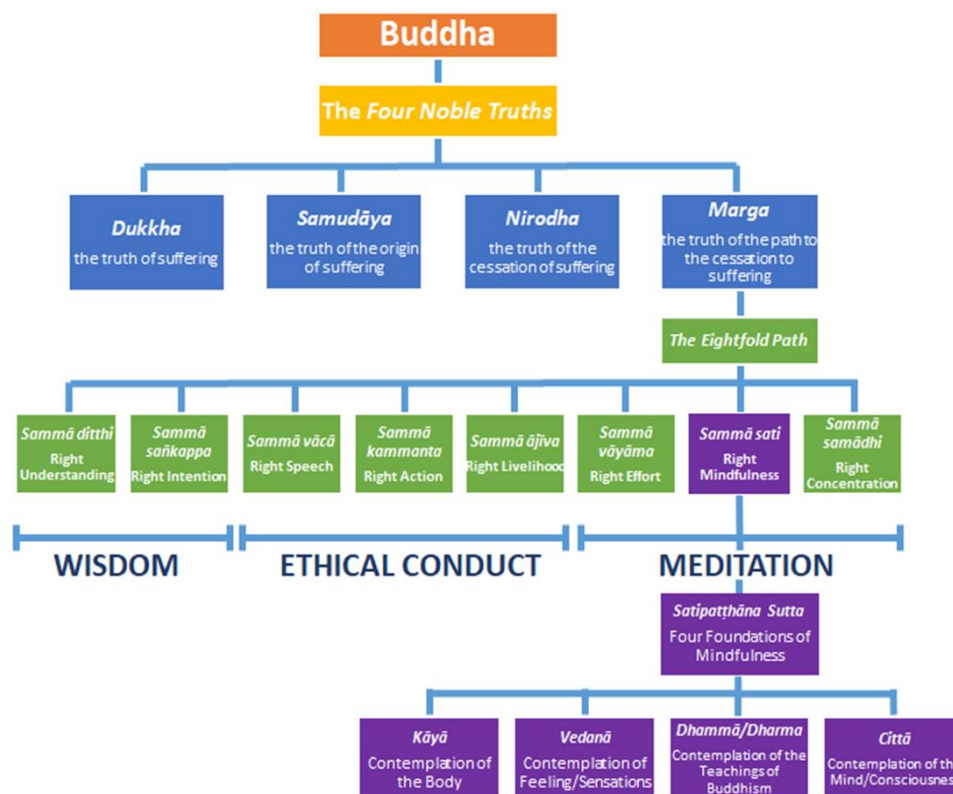 Buddha
The Four Noble Truths
Dukkha
the truth of suffering
Samudāya
the truth of the origin
of suffering
Nirodha
the truth of the
cessation of suffering
Marga
the truth of the path to
the cessation to
suffering
The Eightfold Path
Sammā ditthi
Right
Understanding
Sammā
sañkappa
Right Intention
Sammā vācā
Right Speech
Sammā
kammanta
Right Action
Sammā ājīva
Right Livelihood
Sammā
vāyāma
Right Effort
Sammā sati
Right
Mindfulness
Sammā
samādhi
Right
Concentration
WISDOM
ETHICAL CONDUCT
MEDITATION
Satipaṭṭhāna Sutta
Four Foundations of
Mindfulness
Kāyā
Contemplation of
the Body
Vedanā
Contemplation of
Feeling/Sensations
Dhammā/Dharma
Contemplation of the
Teachings of
Buddhism
Cittā
Contemplation of the
Mind/Consciousnes